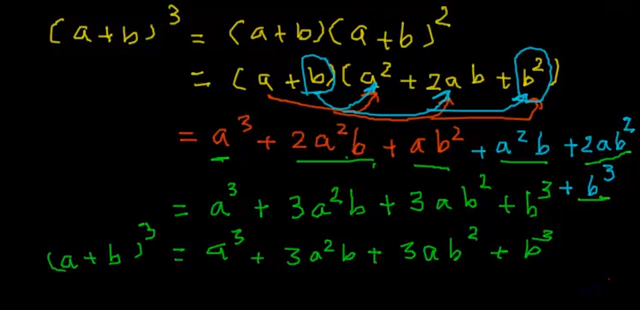 (a+b)³ = (a+b)(a+b)²
= (a+b)(a²+2ab+b²)
= a³ + 2a²b + ab² + a²b + 2ab²
+ b³
= a³ + 3a²b + 3ab² + b³
(a+b)³ = a³ + 3a²b + 3ab² + b³